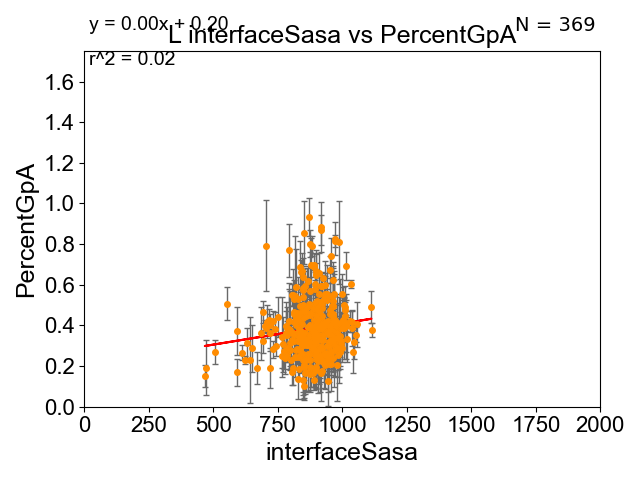 y = 0.00x + 0.20
N = 369
L interfaceSasa vs PercentGpA
r^2 = 0.02
PercentGpA
1.6
1.4
1.2
1.0
0.8
0.6
0.4
0.2
0.0
0 250 500 750 1000 1250 1500 1750 2000
interfaceSasa